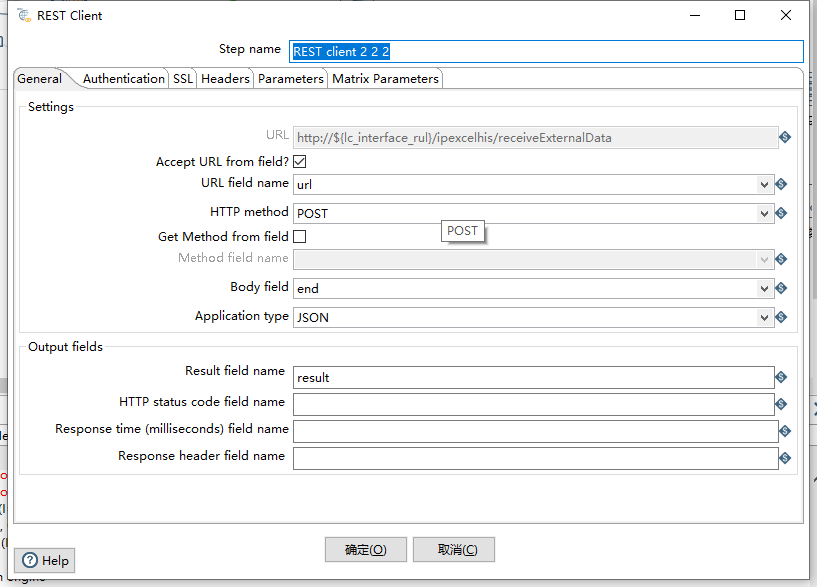 REST Client
Step name REST client 2 2 2
General Authentication SSL Headers Parameters Matrix Parameters
Settings
URL http://${lc_interface_rul}/ipexcelhis/receiveExternalData
Accept URL from field?
URL field name url
HTTP method POST
POST
Get Method from field
Method field name
Body field end
Application type JSON
Output fields
Result field name result
HTTP status code field name
Response time (milliseconds) field name
Response header field name
确定(O) 取消(C)
Help